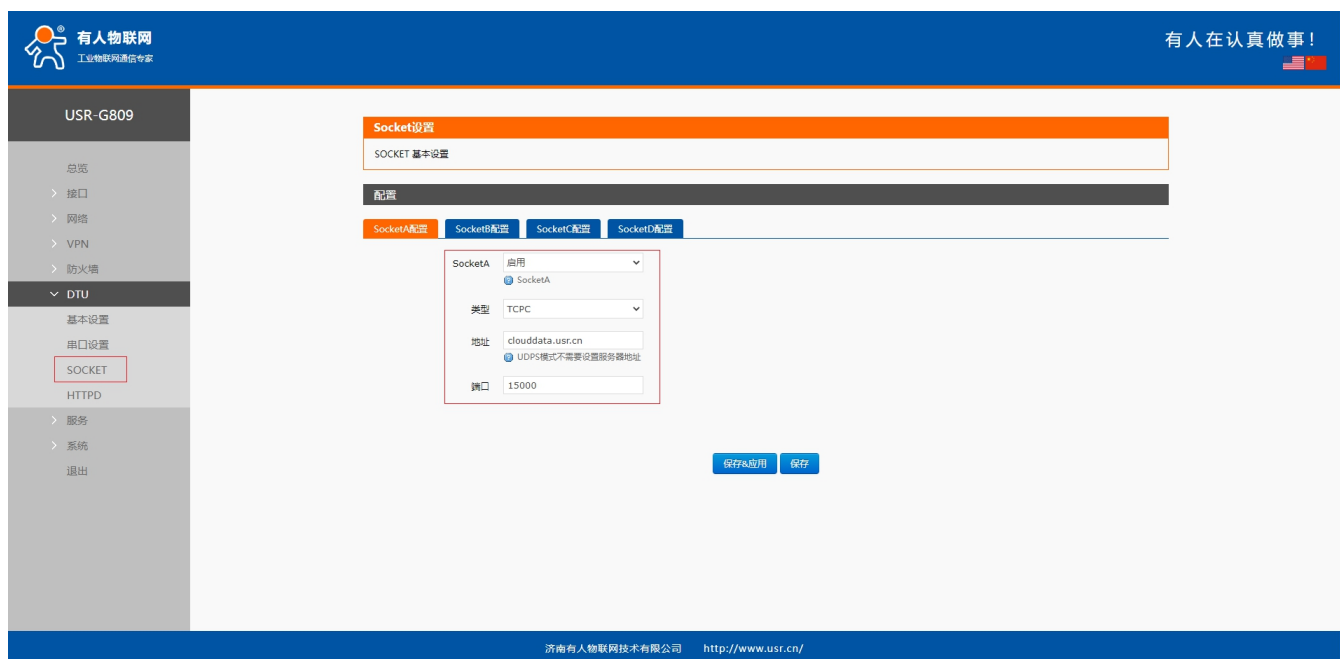 有人物联网
工业物联网通信专家
有人在认真做事!
USR-G809
总览
接口
网络
VPN
防火墙
DTU
基本设置
串口设置
SOCKET
HTTPD
服务
系统
退出
Socket设置
SOCKET 基本设置
配置
SocketA配置 SocketB配置 SocketC配置 SocketD配置
SocketA 启用
SocketA
类型 TCPC
地址 clouddata.usr.cn
UDPS模式不需要设置服务器地址
端口 15000
保存&应用 保存
济南有人物联网技术有限公司 http://www.usr.cn/